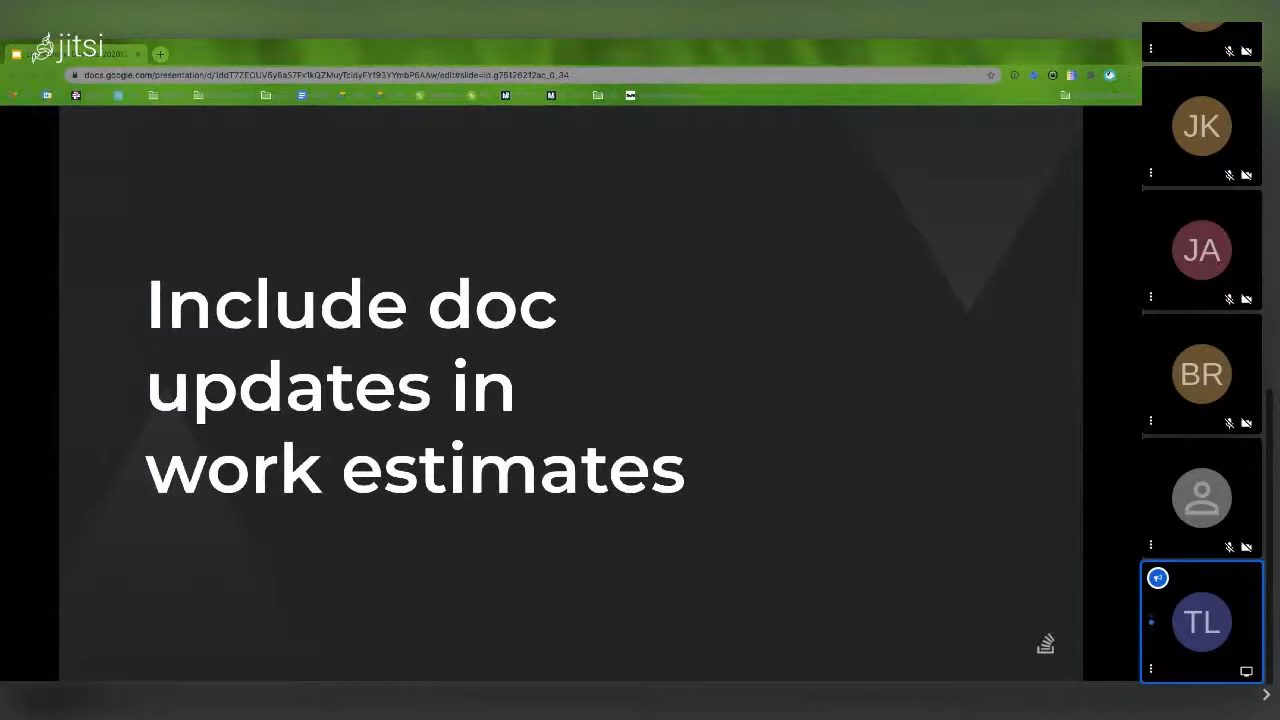 jitsi
Include doc
updates in
work estimates
JK
JA
BR
TL